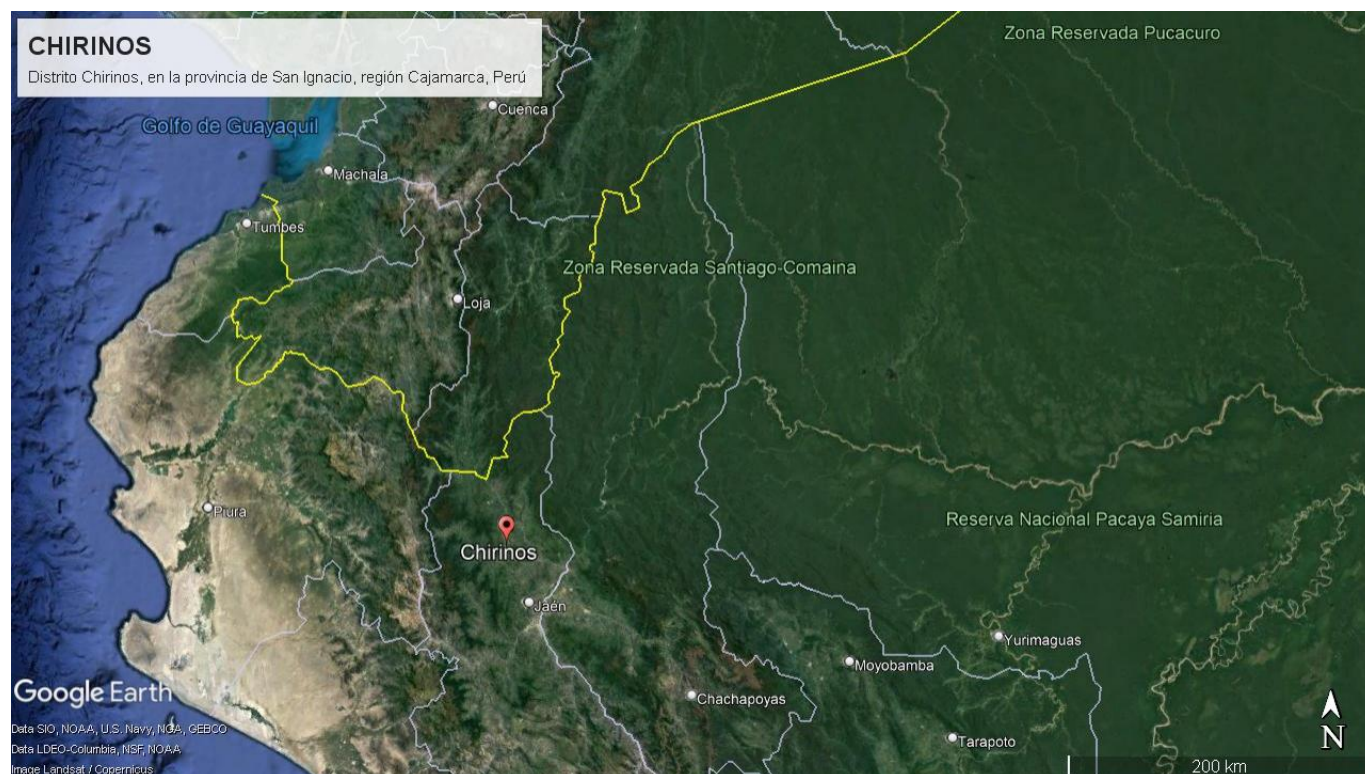 CHIRINOS
Distrito Chirinos, en la provincia de San Ignacio, región Cajamarca, Perú
Zona Reservada Pucacuro
Cuenca
Golfo de Guayaquil
Machala
Tumbes
Zona Reservada Santiago-Comaina
Loja
Piura
Reserva Nacional Pacaya Samiria
Chirinos
Jaén
Yurimaguas
Moyobamba
Google Earth
Chachapoyas
Data SIO, NOAA, U.S. Navy, NGA, GEBCO
N
Data LDEO-Columbia, NSF, NOAA
Tarapoto
Image Landsat / Copernicus
200 km